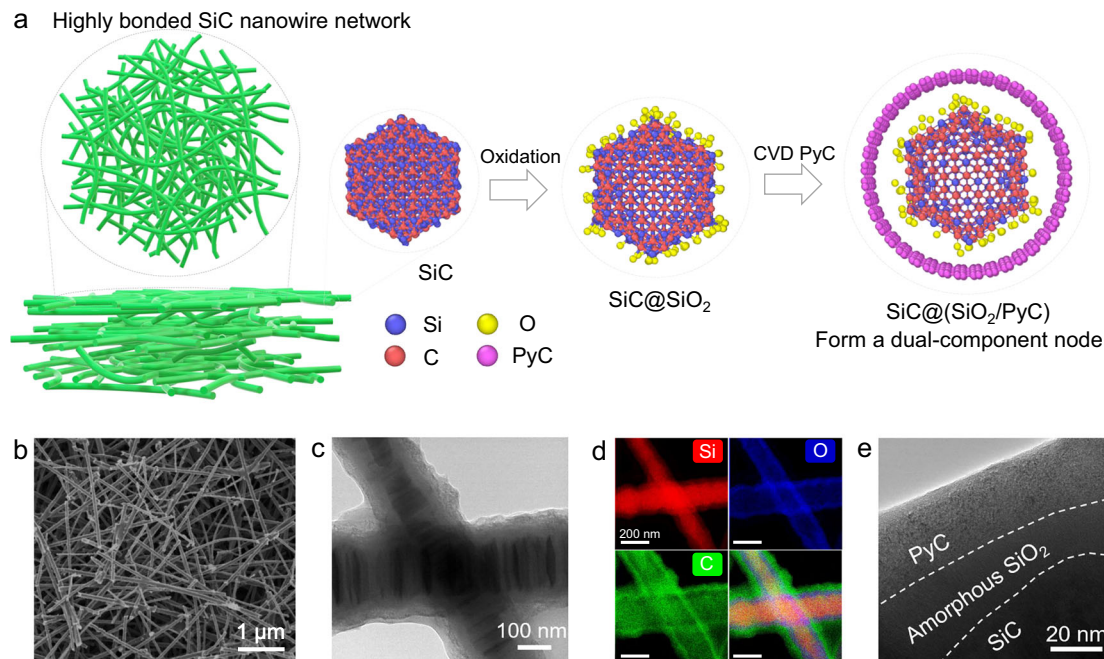 a Highly bonded SiC nanowire network
Oxidation
CVD PyC
SiC
SiC@SiO₂
SiC@(SiO₂/PyC)
Form a dual-component node
Si
O
C
PyC
b
1 μm
c
100 nm
d
Si
O
200 nm
C
e
PyC
Amorphous SiO₂
SiC
20 nm